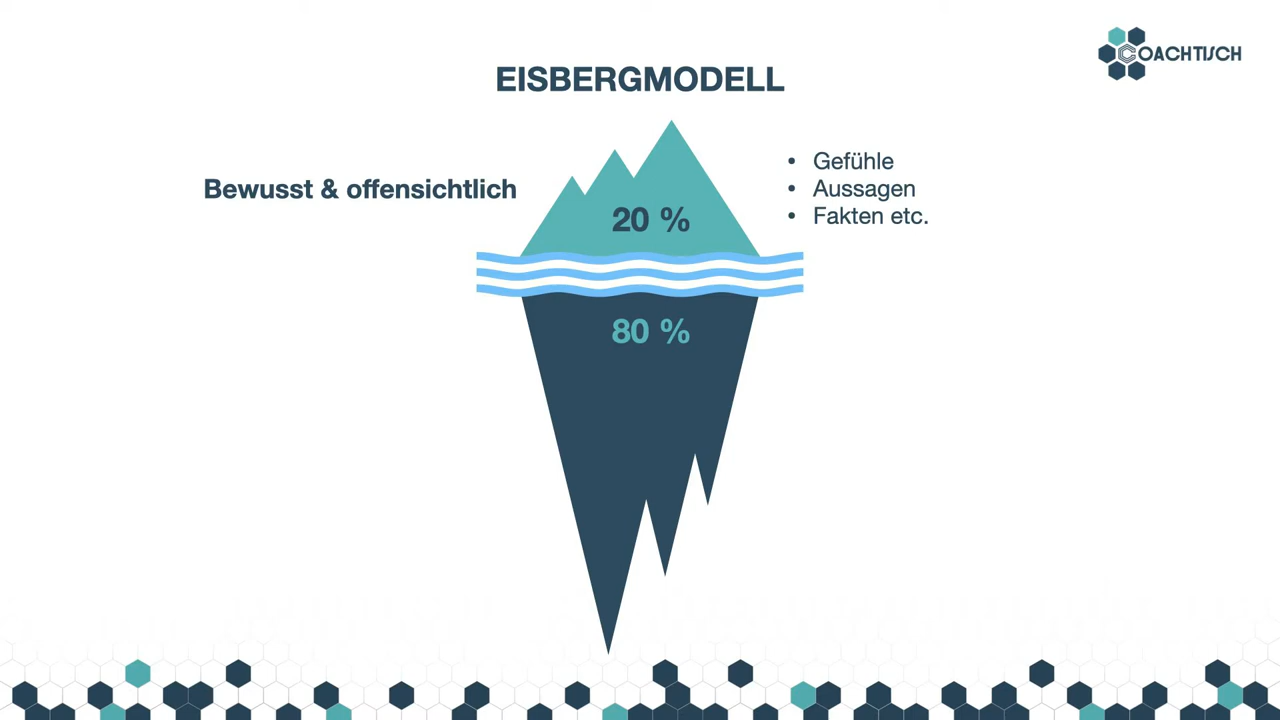 COACHTISCH
EISBERGMODELL
Bewusst & offensichtlich
• Gefühle
• Aussagen
• Fakten etc.
20 %
80 %